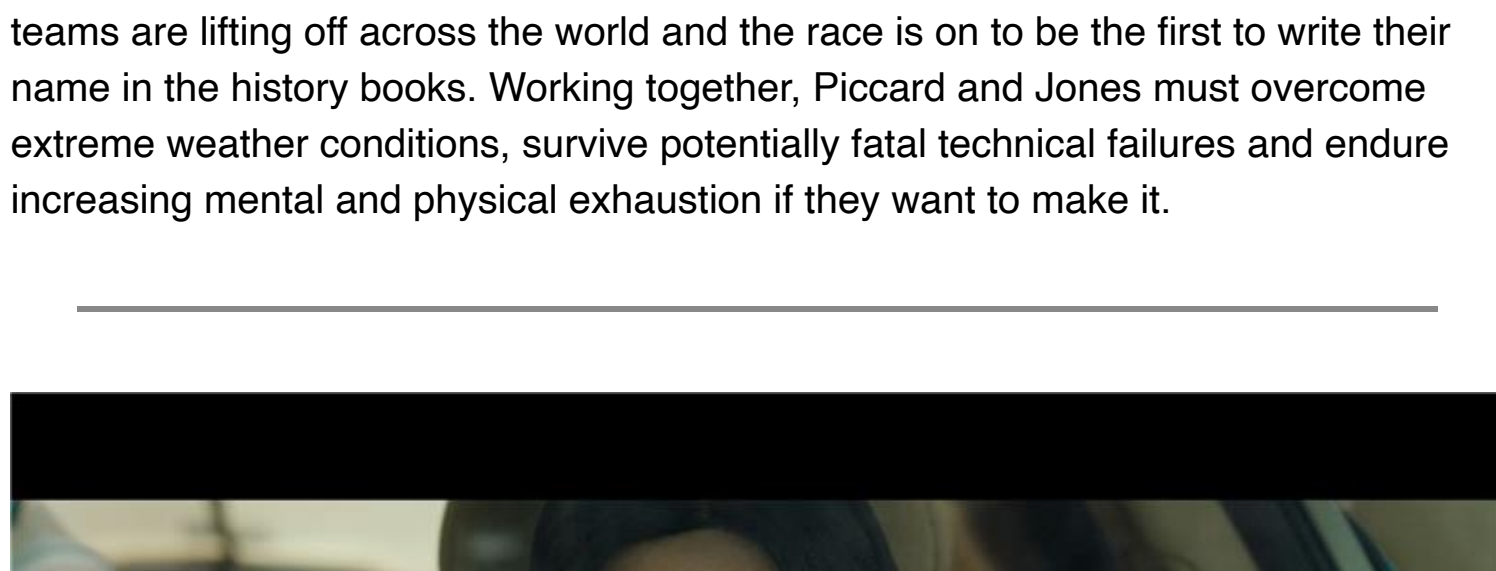 teams are lifting off across the world and the race is on to be the first to write their
name in the history books. Working together, Piccard and Jones must overcome
extreme weather conditions, survive potentially fatal technical failures and endure
increasing mental and physical exhaustion if they want to make it.